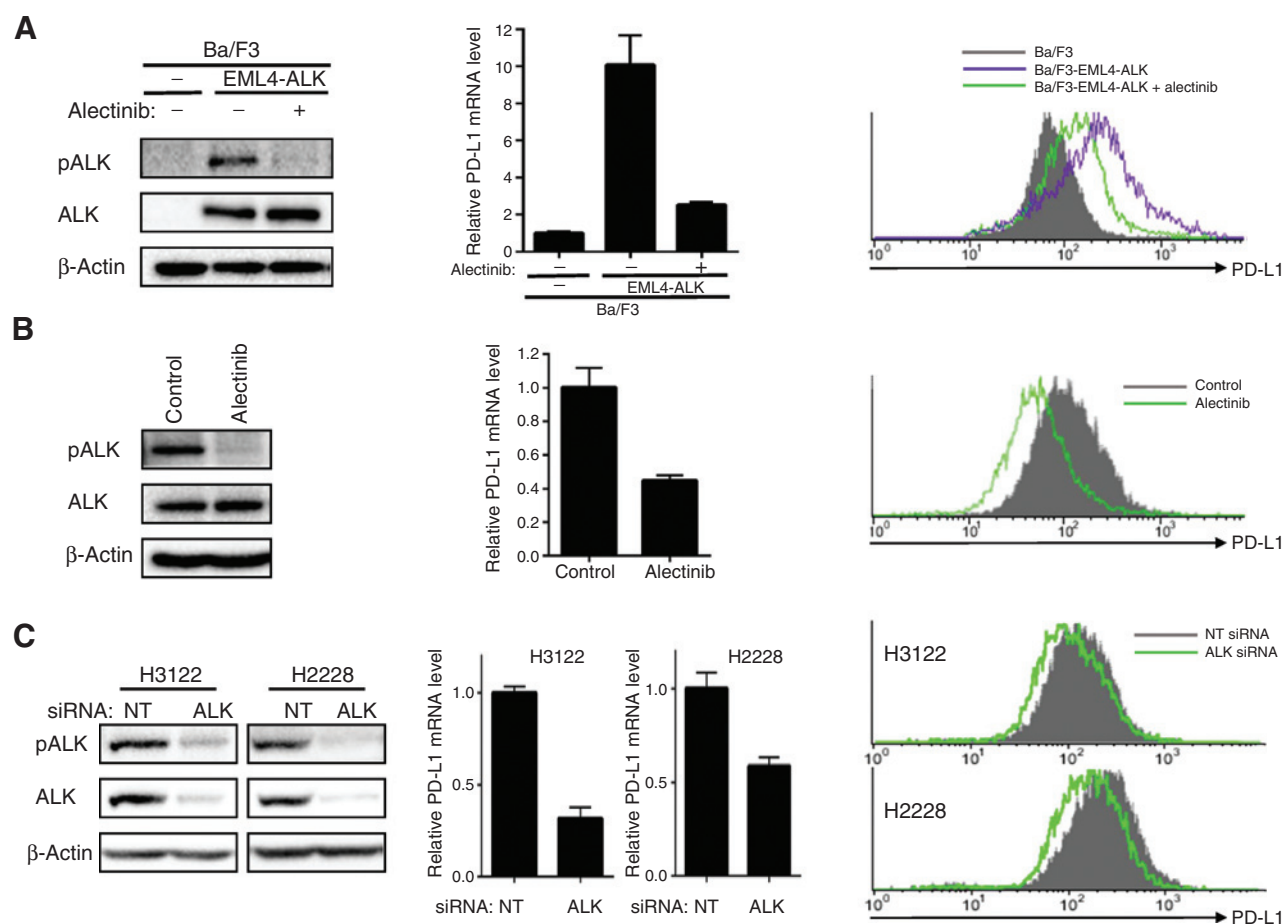 A
Ba/F3
– EML4-ALK
Alectinib: – – +
pALK
ALK
β-Actin
Relative PD-L1 mRNA level
12
10
8
6
4
2
0
Alectinib: – – +
– EML4-ALK
Ba/F3
Ba/F3
Ba/F3-EML4-ALK
Ba/F3-EML4-ALK + alectinib
10⁰ 10¹ 10² 10³
PD-L1
B
Control Alectinib
pALK
ALK
β-Actin
Relative PD-L1 mRNA level
1.2
1.0
0.8
0.6
0.4
0.2
0.0
Control Alectinib
Control
Alectinib
10⁰ 10¹ 10² 10³
PD-L1
C
H3122 H2228
siRNA: NT ALK NT ALK
pALK
ALK
β-Actin
Relative PD-L1 mRNA level
H3122
1.0
0.5
0.0
siRNA: NT ALK
Relative PD-L1 mRNA level
H2228
1.0
0.5
0.0
siRNA: NT ALK
H3122
NT siRNA
ALK siRNA
10⁰ 10¹ 10² 10³
H2228
10⁰ 10¹ 10² 10³
PD-L1